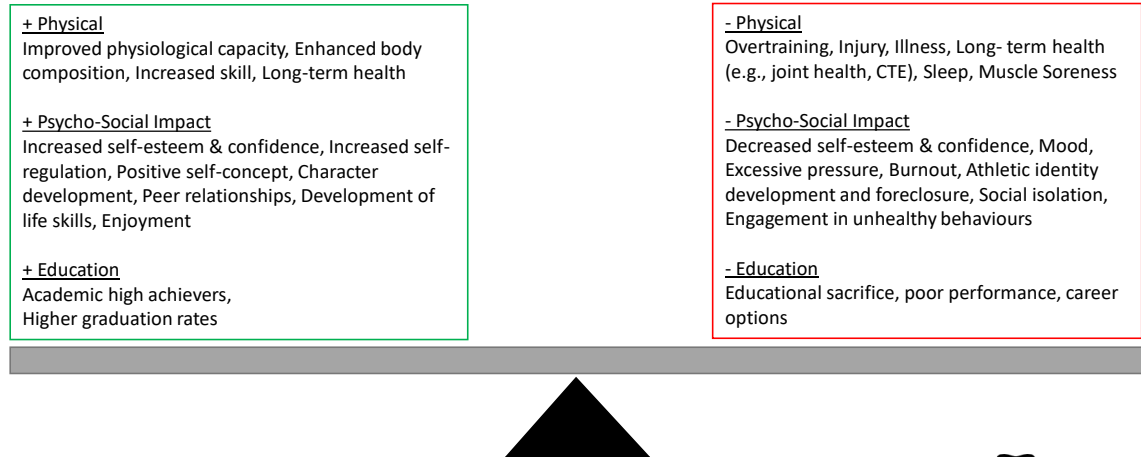 + Physical
Improved physiological capacity, Enhanced body
composition, Increased skill, Long-term health
+ Psycho-Social Impact
Increased self-esteem & confidence, Increased self-
regulation, Positive self-concept, Character
development, Peer relationships, Development of
life skills, Enjoyment
+ Education
Academic high achievers,
Higher graduation rates
- Physical
Overtraining, Injury, Illness, Long- term health
(e.g., joint health, CTE), Sleep, Muscle Soreness
- Psycho-Social Impact
Decreased self-esteem & confidence, Mood,
Excessive pressure, Burnout, Athletic identity
development and foreclosure, Social isolation,
Engagement in unhealthy behaviours
- Education
Educational sacrifice, poor performance, career
options